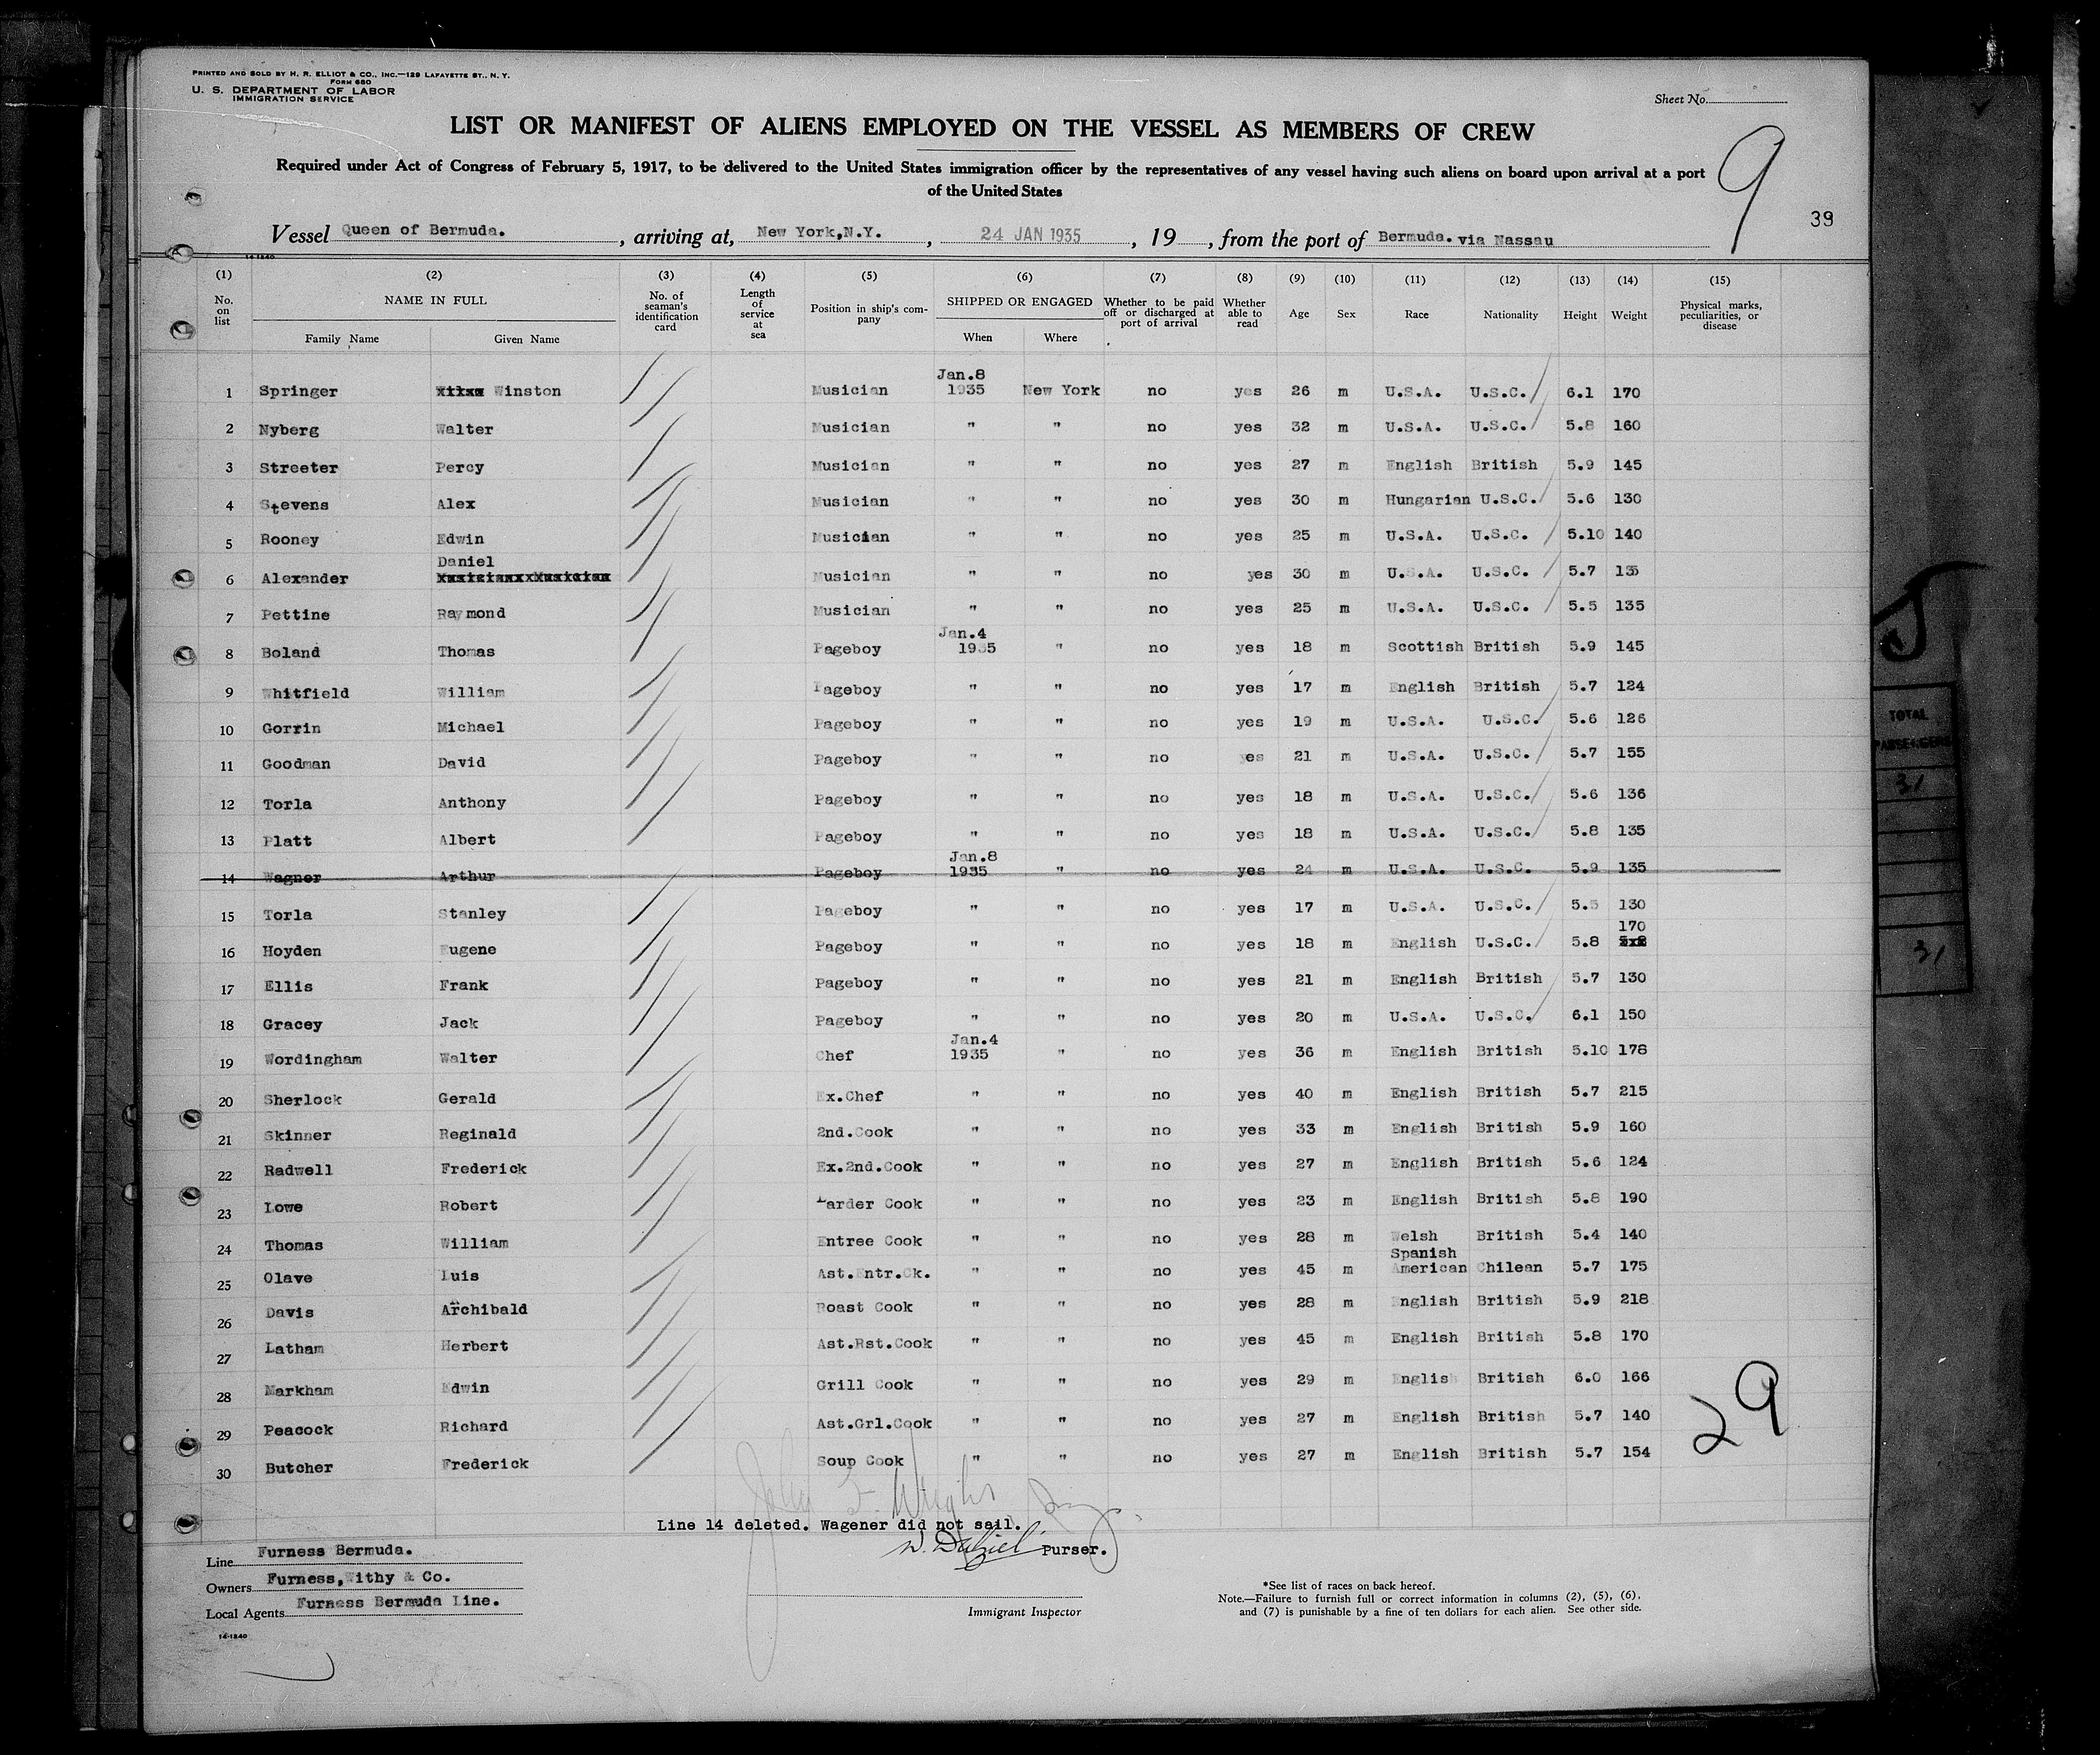 PRINTED AND SOLD BY H. R. ELLIOT & CO., INC.—129 LAFAYETTE ST., N. Y.
FORM 680
U. S. DEPARTMENT OF LABOR
IMMIGRATION SERVICE
Sheet No.
LIST OR MANIFEST OF ALIENS EMPLOYED ON THE VESSEL AS MEMBERS OF CREW
9
Required under Act of Congress of February 5, 1917, to be delivered to the United States immigration officer by the representatives of any vessel having such aliens on board upon arrival at a port
of the United States
39
Vessel Queen of Bermuda. , arriving at, New York,N.Y. , 24 JAN 1935 , 19 , from the port of Bermuda. via Nassau
14-1240
(1) (2) (3) (4) (5) (6) (7) (8) (9) (10) (11) (12) (13) (14) (15)
No. on list NAME IN FULL Family Name Given Name No. of seaman's identification card Length of service at sea Position in ship's company SHIPPED OR ENGAGED When Where Whether to be paid off or discharged at port of arrival Whether able to read Age Sex Race Nationality Height Weight Physical marks, peculiarities, or disease
Jan.8
1 Springer Winston Musician 1935 New York no yes 26 m U.S.A. U.S.C. 6.1 170
2 Nyberg Walter Musician " " no yes 32 m U.S.A. U.S.C. 5.8 160
3 Streeter Percy Musician " " no yes 27 m English British 5.9 145
4 Stevens Alex Musician " " no yes 30 m Hungarian U.S.C. 5.6 130
5 Rooney Edwin Musician " " no yes 25 m U.S.A. U.S.C. 5.10 140
Daniel
6 Alexander Musician " " no yes 30 m U.S.A. U.S.C. 5.7 135
7 Pettine Raymond Musician " " no yes 25 m U.S.A. U.S.C. 5.5 135
Jan.4
8 Boland Thomas Pageboy 1935 " no yes 18 m Scottish British 5.9 145
9 Whitfield William Pageboy " " no yes 17 m English British 5.7 124
10 Gorrin Michael Pageboy " " no yes 19 m U.S.A. U.S.C. 5.6 126
11 Goodman David Pageboy " " no yes 21 m U.S.A. U.S.C. 5.7 155
12 Torla Anthony Pageboy " " no yes 18 m U.S.A. U.S.C. 5.6 136
13 Platt Albert Pageboy " " no yes 18 m U.S.A. U.S.C. 5.8 135
Jan.8
14 Wagner Arthur Pageboy 1935 " no yes 24 m U.S.A. U.S.C. 5.9 135
15 Torla Stanley Pageboy " " no yes 17 m U.S.A. U.S.C. 5.5 130
170
16 Hoyden Eugene Pageboy " " no yes 18 m English U.S.C. 5.8
17 Ellis Frank Pageboy " " no yes 21 m English British 5.7 130
18 Gracey Jack Pageboy " " no yes 20 m U.S.A. U.S.C. 6.1 150
Jan.4
19 Wordingham Walter Chef 1935 " no yes 36 m English British 5.10 178
20 Sherlock Gerald Ex.Chef " " no yes 40 m English British 5.7 215
21 Skinner Reginald 2nd.Cook " " no yes 33 m English British 5.9 160
22 Radwell Frederick Ex.2nd.Cook " " no yes 27 m English British 5.6 124
23 Lowe Robert Larder Cook " " no yes 23 m English British 5.8 190
24 Thomas William Entree Cook " " no yes 28 m Welsh British 5.4 140
Spanish
25 Olave Luis Ast.Entr.Ck. " " no yes 45 m American Chilean 5.7 175
26 Davis Archibald Roast Cook " " no yes 28 m English British 5.9 218
27 Latham Herbert Ast.Rst.Cook " " no yes 45 m English British 5.8 170
28 Markham Edwin Grill Cook " " no yes 29 m English British 6.0 166
29 Peacock Richard Ast.Grl.Cook " " no yes 27 m English British 5.7 140
30 Butcher Frederick Soup Cook " " no yes 27 m English British 5.7 154
29
Line 14 deleted. Wagener did not sail.
Purser.
Line Furness Bermuda.
Owners Furness,Withy & Co.
Local Agents Furness Bermuda Line.
14-1240
Immigrant Inspector
*See list of races on back hereof.
Note.—Failure to furnish full or correct information in columns (2), (5), (6),
and (7) is punishable by a fine of ten dollars for each alien. See other side.
TOTAL
PASSENGERS
31
31